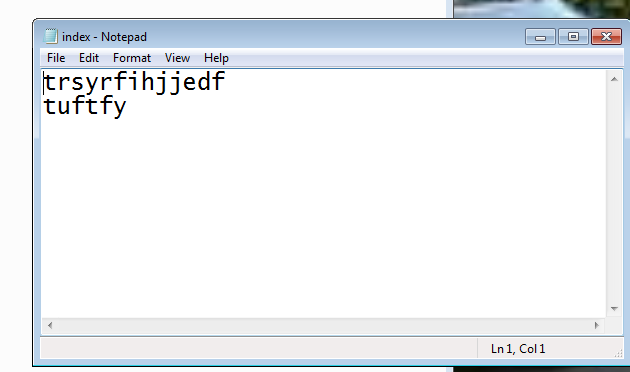 index - Notepad
File Edit Format View Help
trsyrfihjjedf
tuftfy
Ln 1, Col 1